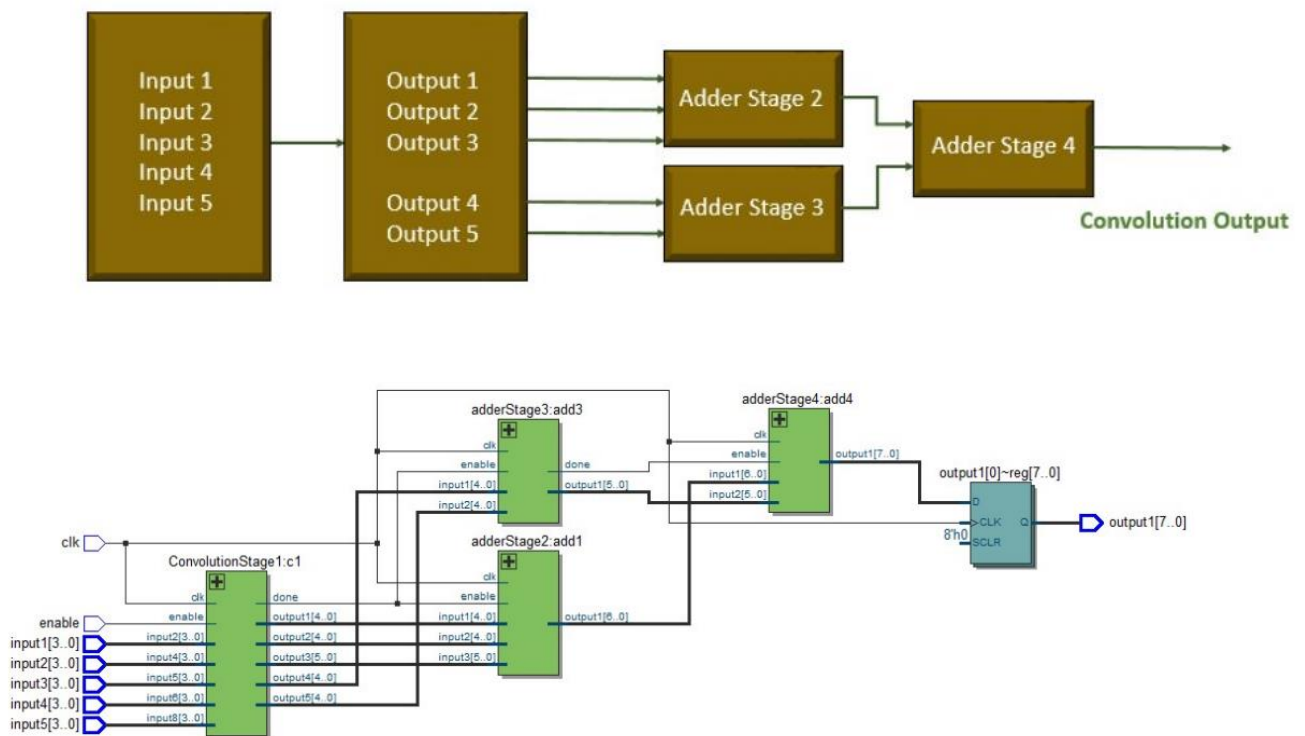 Input 1
Input 2
Input 3
Input 4
Input 5
Output 1
Output 2
Output 3
Output 4
Output 5
Adder Stage 2
Adder Stage 3
Adder Stage 4
Convolution Output
clk
enable
input1[3..0]
input2[3..0]
input3[3..0]
input4[3..0]
input5[3..0]
ConvolutionStage1:c1
clk
enable
input2[3..0]
input4[3..0]
input5[3..0]
input6[3..0]
input8[3..0]
done
output1[4..0]
output2[4..0]
output3[5..0]
output4[4..0]
output5[4..0]
adderStage3:add3
clk
enable
input1[4..0]
input2[4..0]
done
output1[5..0]
adderStage2:add1
clk
enable
input1[4..0]
input2[4..0]
input3[5..0]
output1[6..0]
adderStage4:add4
clk
enable
input1[6..0]
input2[5..0]
output1[7..0]
output1[0]~reg[7..0]
D
CLK
8'h0
SCLR
Q
output1[7..0]